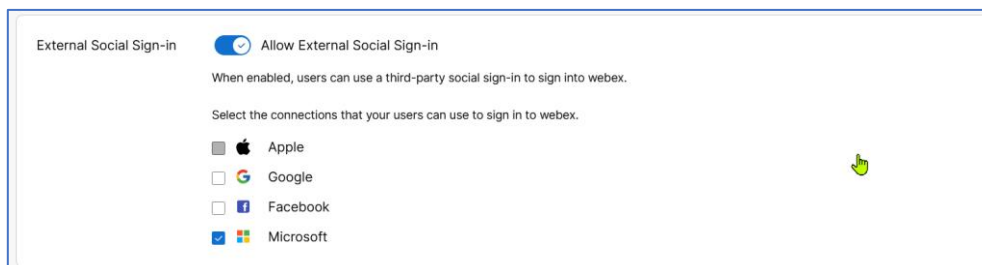 External Social Sign-in Allow External Social Sign-in
When enabled, users can use a third-party social sign-in to sign into webex.
Select the connections that your users can use to sign in to webex.
Apple
Google
Facebook
Microsoft